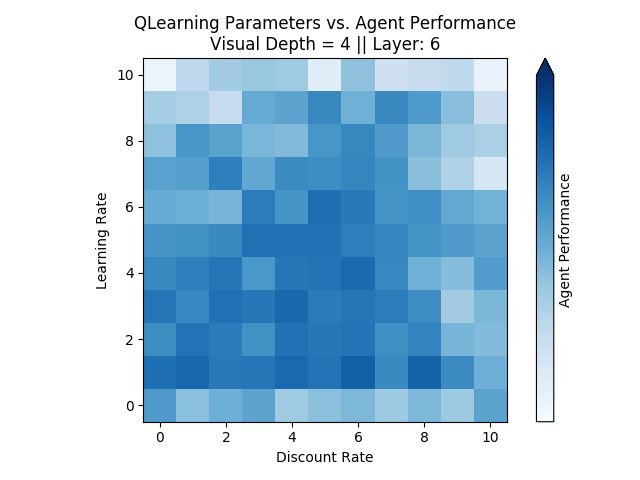 QLearning Parameters vs. Agent Performance
Visual Depth = 4 || Layer: 6
10
8
6
4
2
0
Learning Rate
0 2 4 6 8 10
Discount Rate
Agent Performance